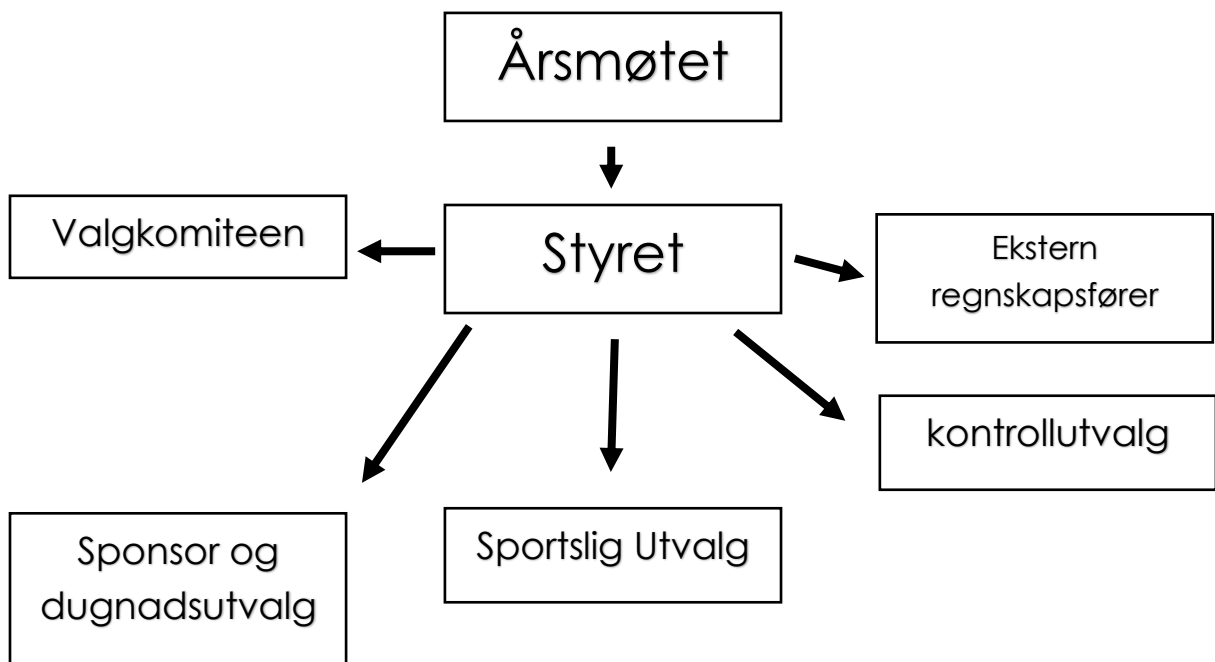 Årsmøtet
Valgkomiteen
Styret
Ekstern
regnskapsfører
kontrollutvalg
Sponsor og
dugnadsutvalg
Sportslig Utvalg